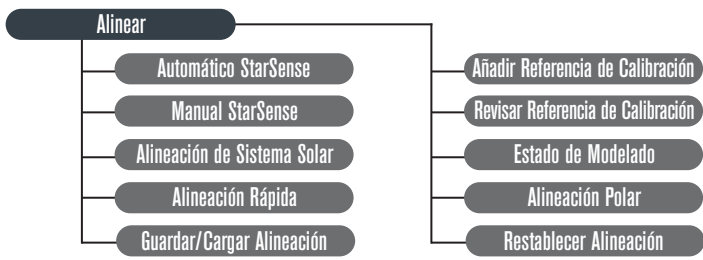 Alinear
Automático StarSense
Manual StarSense
Alineación de Sistema Solar
Alineación Rápida
Guardar/Cargar Alineación
Añadir Referencia de Calibración
Revisar Referencia de Calibración
Estado de Modelado
Alineación Polar
Restablecer Alineación